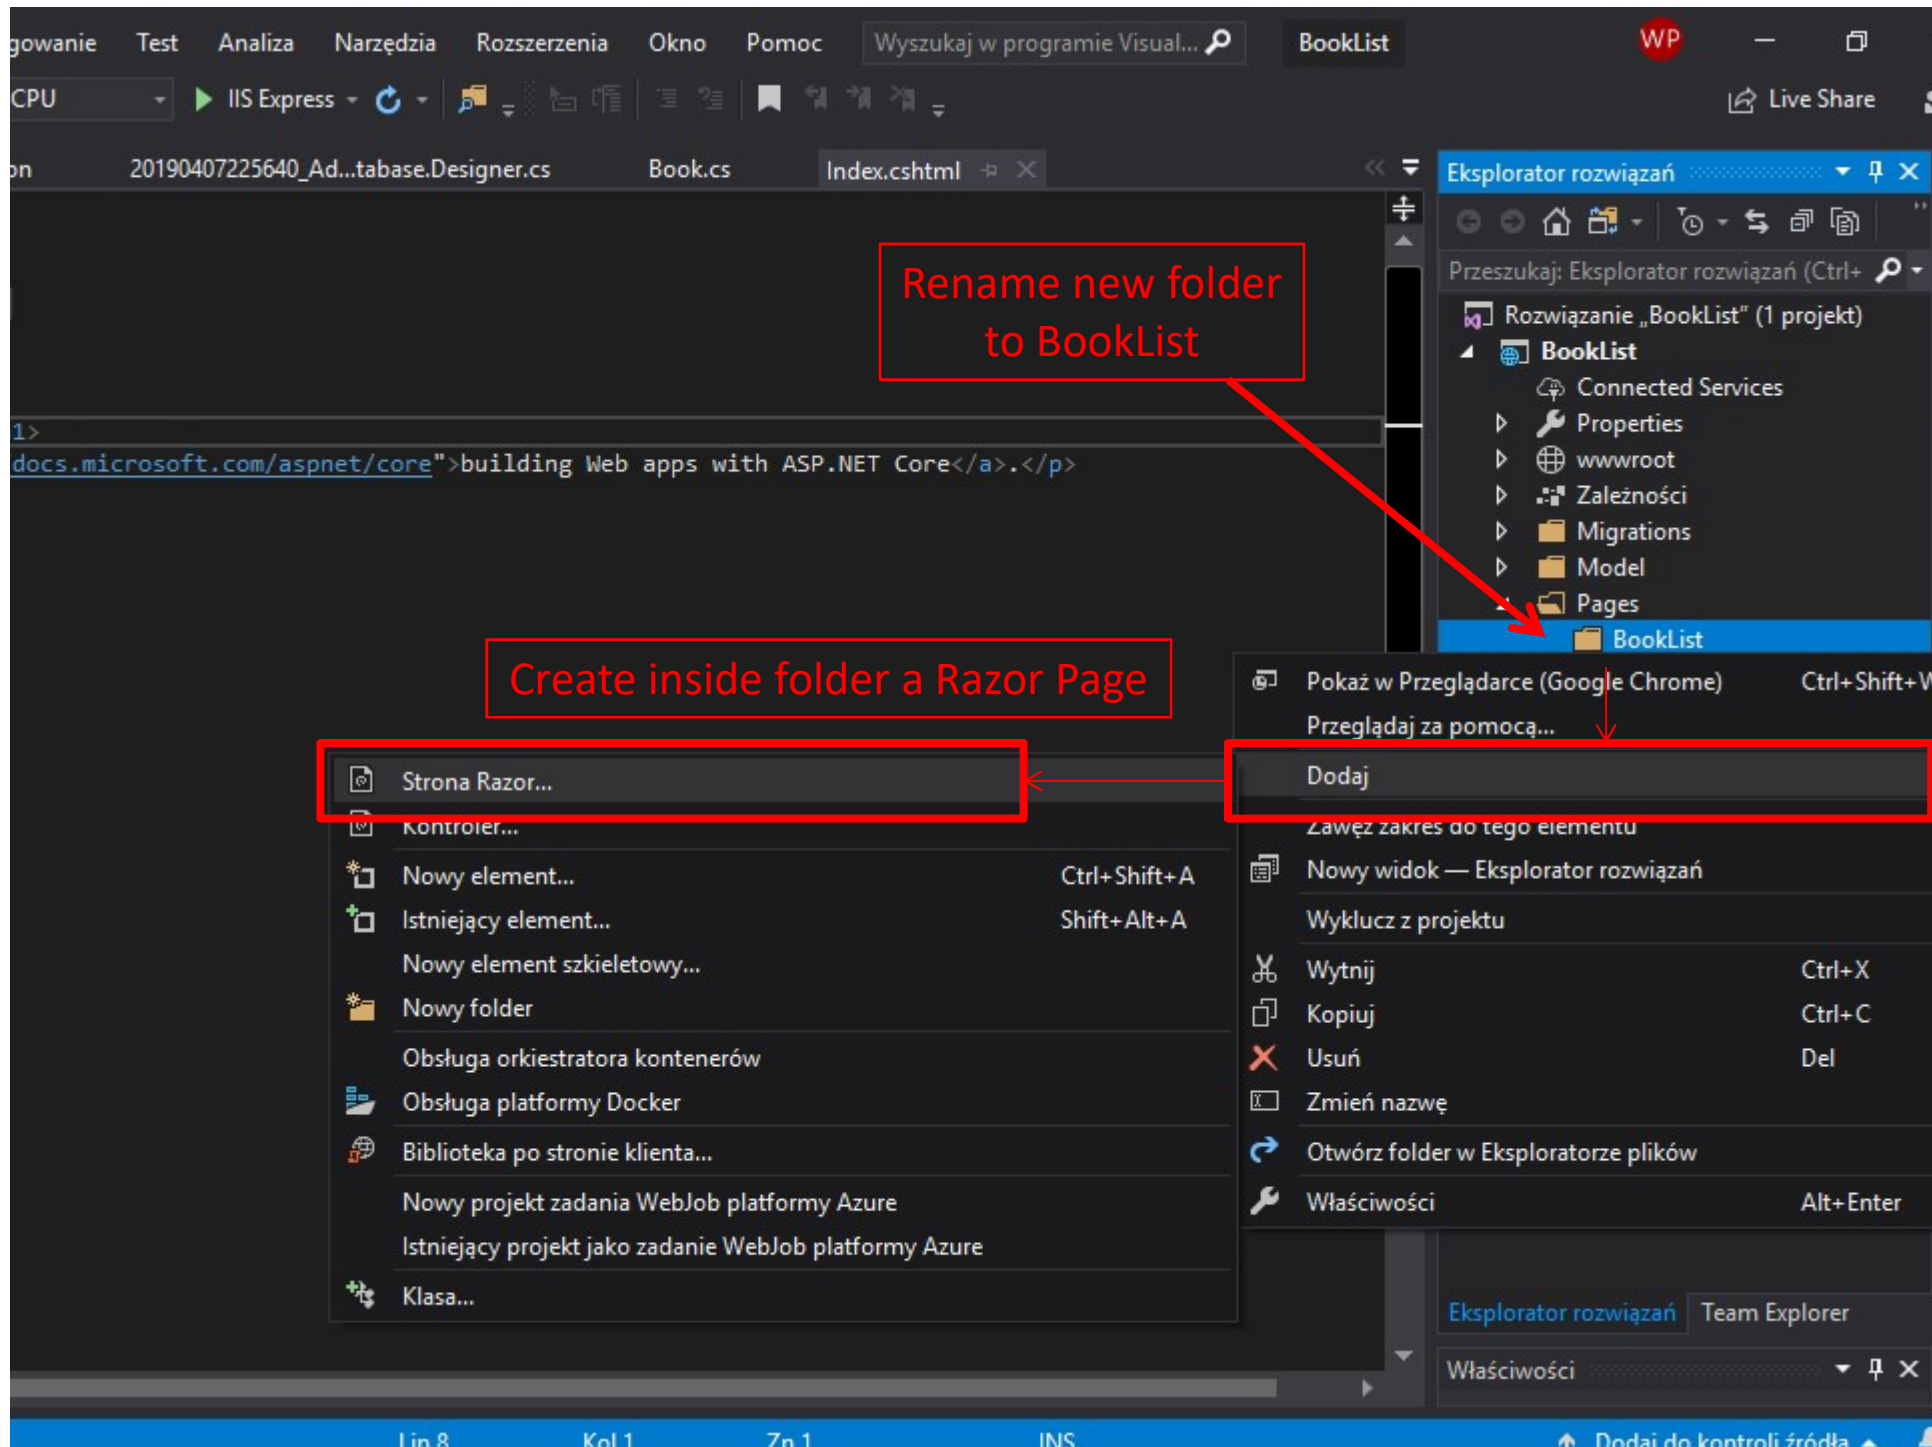 gowanie Test Analiza Narzędzia Rozszerzenia Okno Pomoc Wyszukaj w programie Visual... BookList WP
CPU IIS Express Live Share
on 20190407225640_Ad...tabase.Designer.cs Book.cs Index.cshtml
Eksplorator rozwiązań
Przeszukaj: Eksplorator rozwiązań (Ctrl+
Rename new folder
to BookList
Rozwiązanie „BookList" (1 projekt)
BookList
Connected Services
Properties
wwwroot
Zależności
Migrations
Model
Pages
BookList
1>
docs.microsoft.com/aspnet/core">building Web apps with ASP.NET Core</a>.</p>
Create inside folder a Razor Page
Pokaż w Przeglądarce (Google Chrome) Ctrl+Shift+W
Przeglądaj za pomocą...
Dodaj
Zawęź zakres do tego elementu
Nowy widok — Eksplorator rozwiązań
Wyklucz z projektu
Wytnij Ctrl+X
Kopiuj Ctrl+C
Usuń Del
Zmień nazwę
Otwórz folder w Eksploratorze plików
Właściwości Alt+Enter
Strona Razor...
Kontroler...
Nowy element... Ctrl+Shift+A
Istniejący element... Shift+Alt+A
Nowy element szkieletowy...
Nowy folder
Obsługa orkiestratora kontenerów
Obsługa platformy Docker
Biblioteka po stronie klienta...
Nowy projekt zadania WebJob platformy Azure
Istniejący projekt jako zadanie WebJob platformy Azure
Klasa...
Eksplorator rozwiązań Team Explorer
Właściwości
Lin 8 Kol 1 Zn 1 INS Dodaj do kontroli źródła